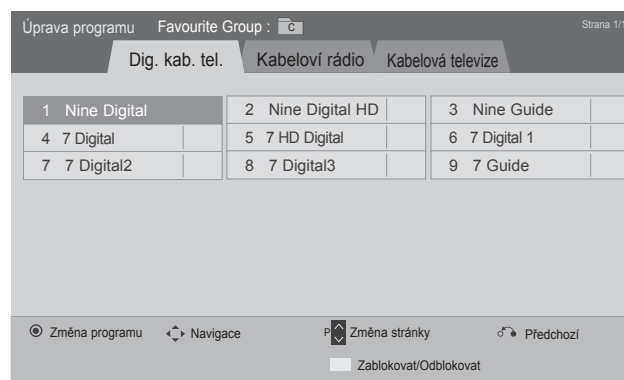 Úprava programu Favourite Group : C Strana 1/1
Dig. kab. tel. Kabeloví rádio Kabelová televize
1 Nine Digital 2 Nine Digital HD 3 Nine Guide
4 7 Digital 5 7 HD Digital 6 7 Digital 1
7 7 Digital2 8 7 Digital3 9 7 Guide
Změna programu Navigace P Změna stránky Předchozí
Zablokovat/Odblokovat